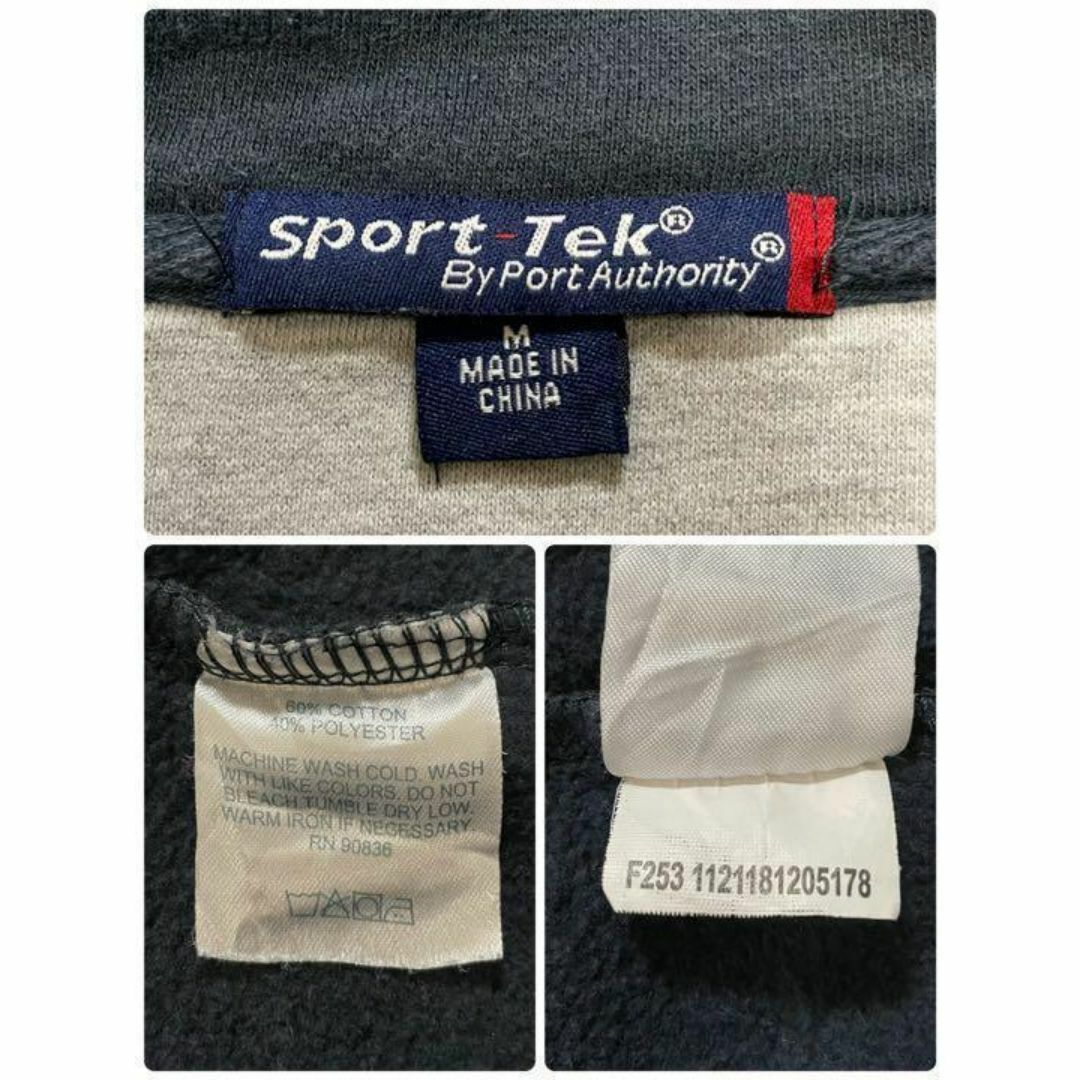 Sport-Tek®
By Port Authority®
M
MADE IN
CHINA
60% COTTON
40% POLYESTER
MACHINE WASH COLD. WASH
WITH LIKE COLORS. DO NOT
BLEACH TUMBLE DRY LOW.
WARM IRON IF NECESSARY
RN 90836
F253 1121181205178